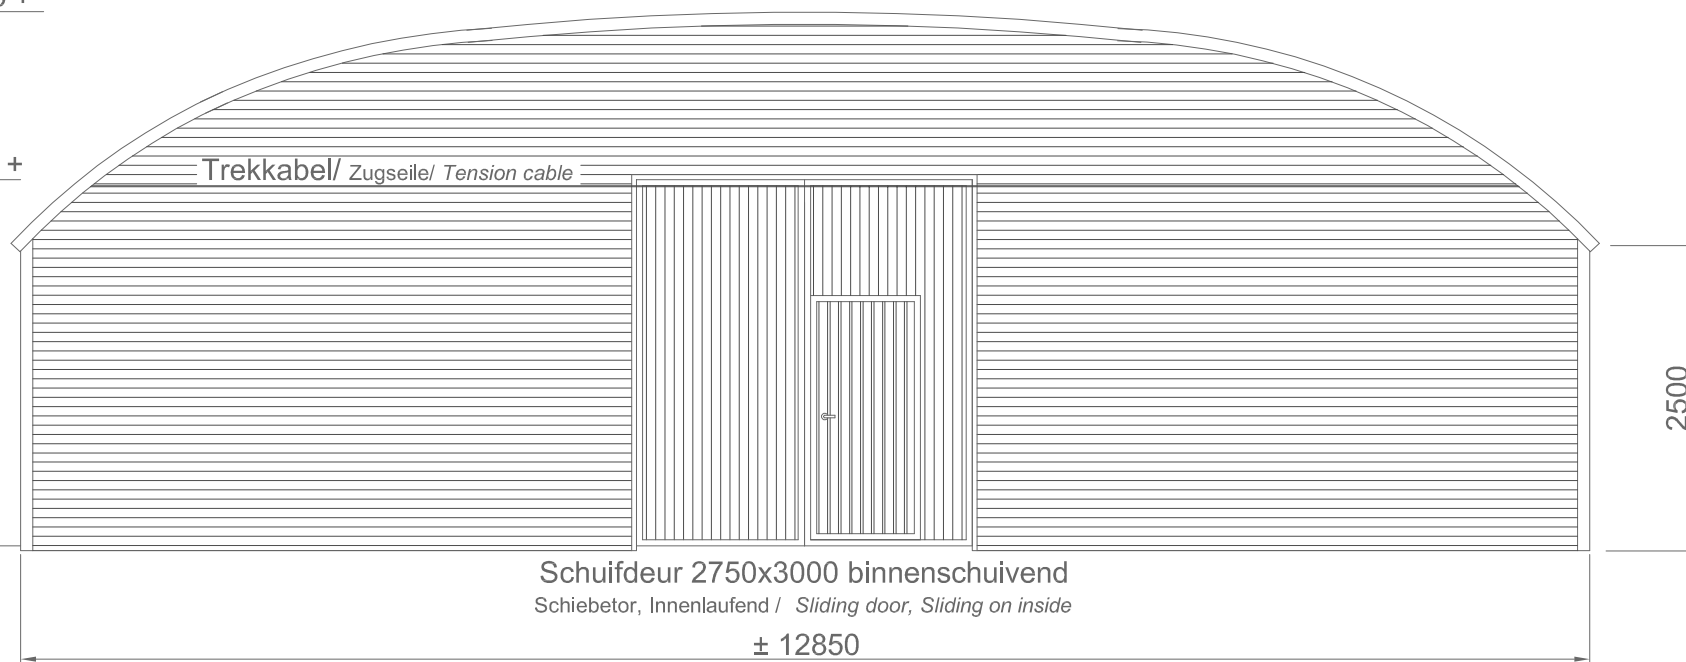 +
Trekkabel/ Zugseile/ Tension cable
2500
Schuifdeur 2750x3000 binnenschuivend
Schiebetor, Innenlaufend / Sliding door, Sliding on inside
± 12850